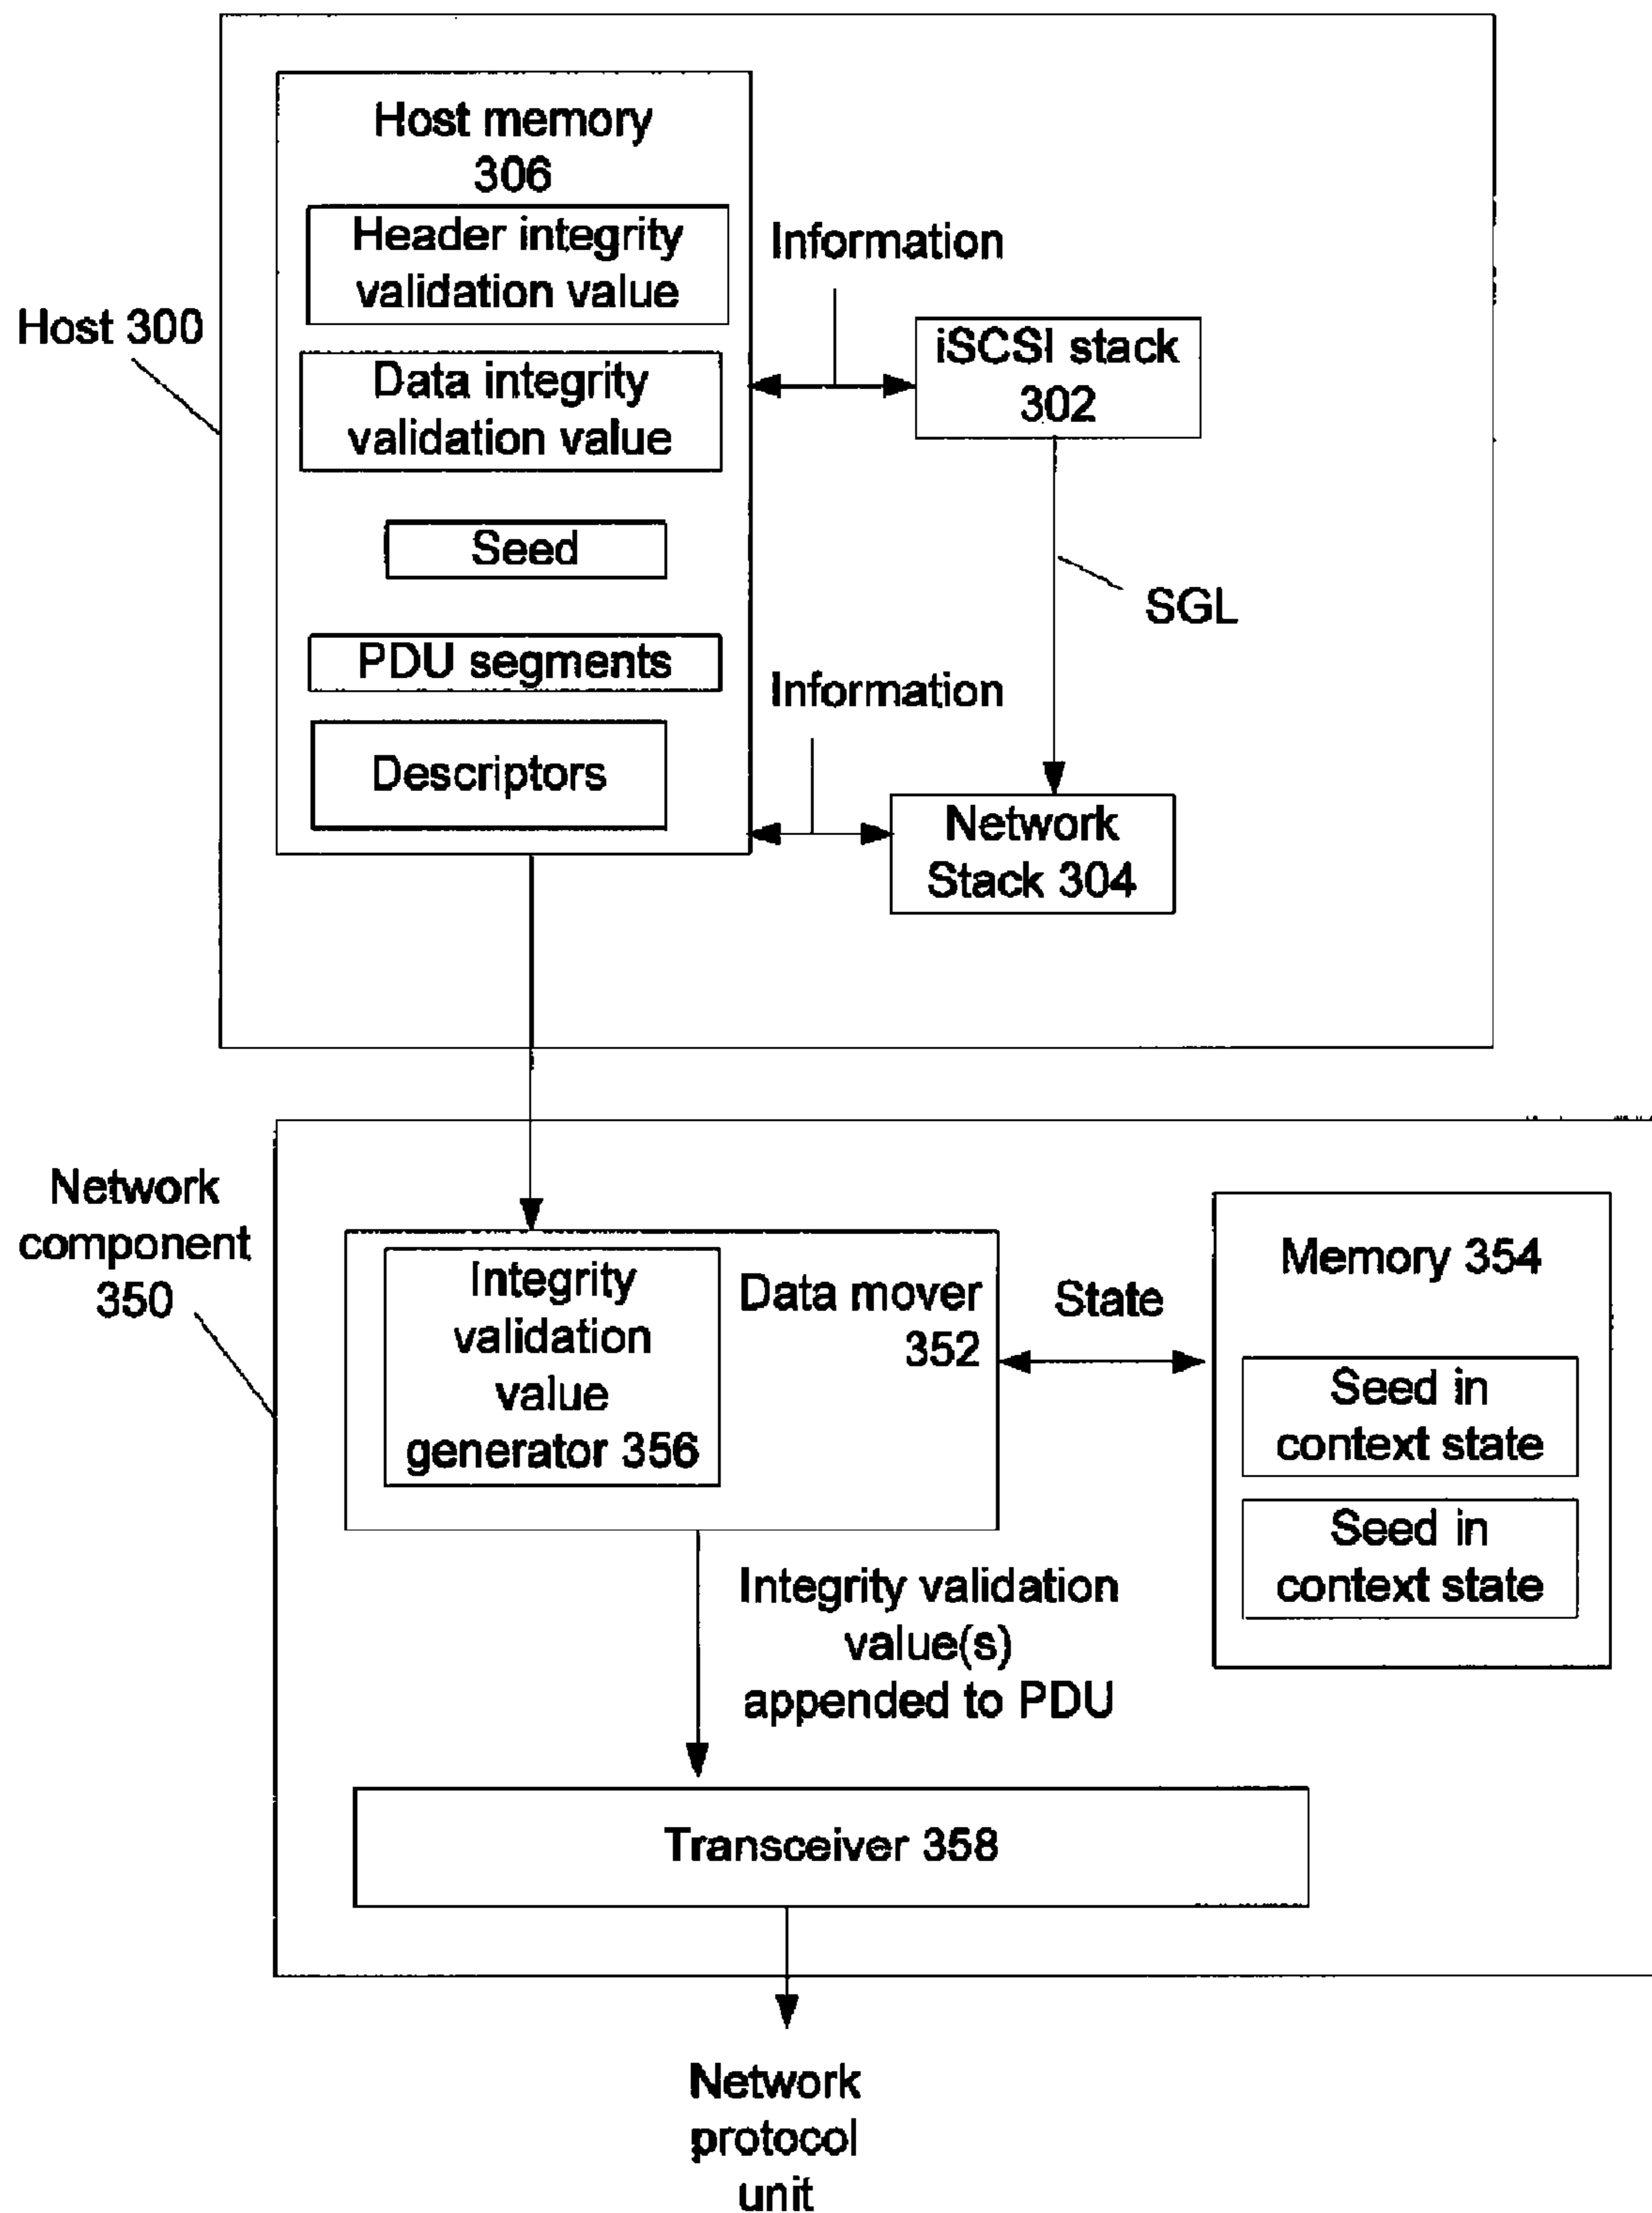 Host memory
306
Header integrity
validation value
Information
Host 300
iSCSI stack
302
Data integrity
validation value
Seed
SGL
PDU segments
Information
Descriptors
Network
Stack 304
Network
component
350
Integrity
validation
value
generator 356
Data mover
352
State
Memory 354
Seed in
context state
Seed in
context state
Integrity validation
value(s)
appended to PDU
Transceiver 358
Network
protocol
unit